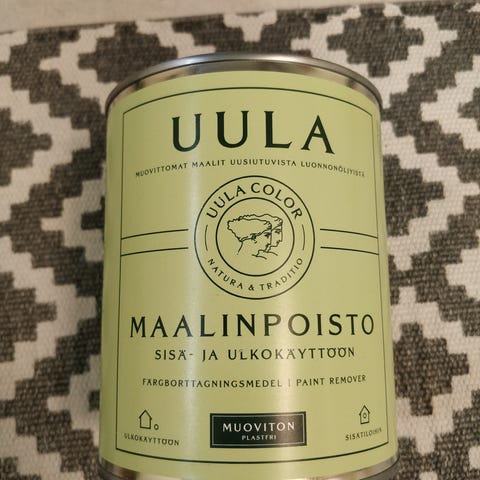 UULA
MUOVITTOMAT MAALIT UUSIUTUVISTA LUONNONÖLJYISTÄ
UULA COLOR
NATURA & TRADITIO
MAALINPOISTO
SISÄ- JA ULKOKÄYTTÖÖN
FÄRGBORTTAGNINGSMEDEL | PAINT REMOVER
MUOVITON
PLASTFRI
ULKOKÄYTTÖÖN
SISÄTILOIHIN